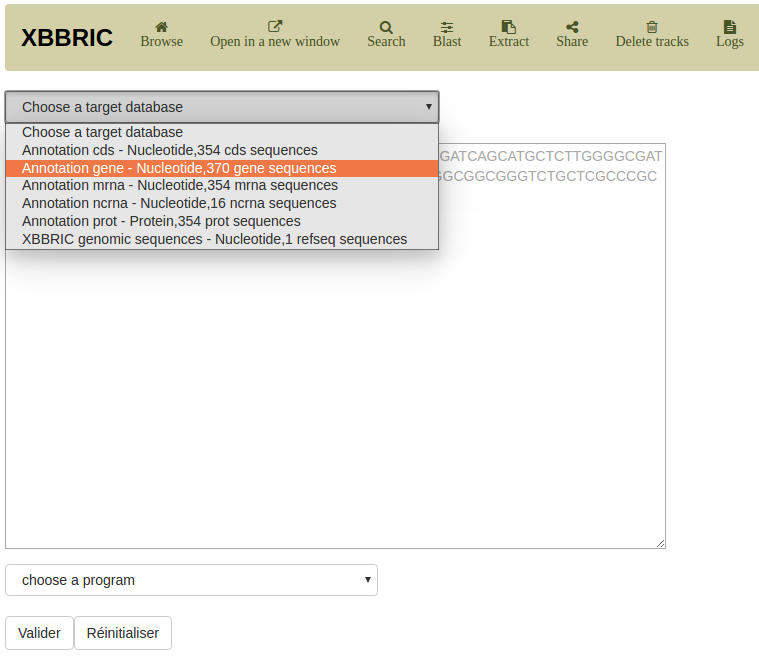 XBBRIC
Browse
Open in a new window
Search
Blast
Extract
Share
Delete tracks
Logs
Choose a target database
Choose a target database
Annotation cds - Nucleotide,354 cds sequences
Annotation gene - Nucleotide,370 gene sequences
Annotation mrna - Nucleotide,354 mrna sequences
Annotation ncrna - Nucleotide,16 ncrna sequences
Annotation prot - Protein,354 prot sequences
XBBRIC genomic sequences - Nucleotide,1 refseq sequences
GATCAGCATGCTCTTGGGGCGAT
GGCGGCGGGTCTGCTCGCCCGC
choose a program
Valider
Réinitialiser